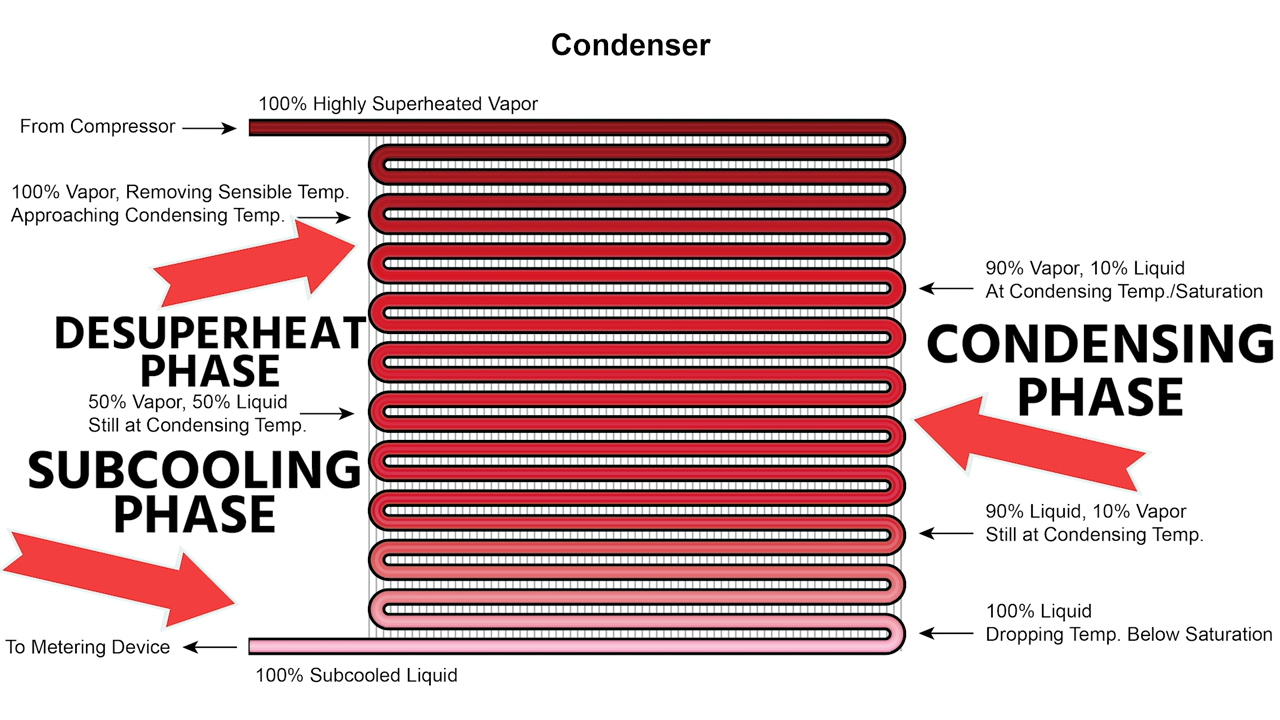 Condenser
100% Highly Superheated Vapor
From Compressor
100% Vapor, Removing Sensible Temp.
Approaching Condensing Temp.
90% Vapor, 10% Liquid
At Condensing Temp./Saturation
DESUPERHEAT
PHASE
CONDENSING
PHASE
50% Vapor, 50% Liquid
Still at Condensing Temp.
SUBCOOLING
PHASE
90% Liquid, 10% Vapor
Still at Condensing Temp.
100% Liquid
Dropping Temp. Below Saturation
To Metering Device
100% Subcooled Liquid